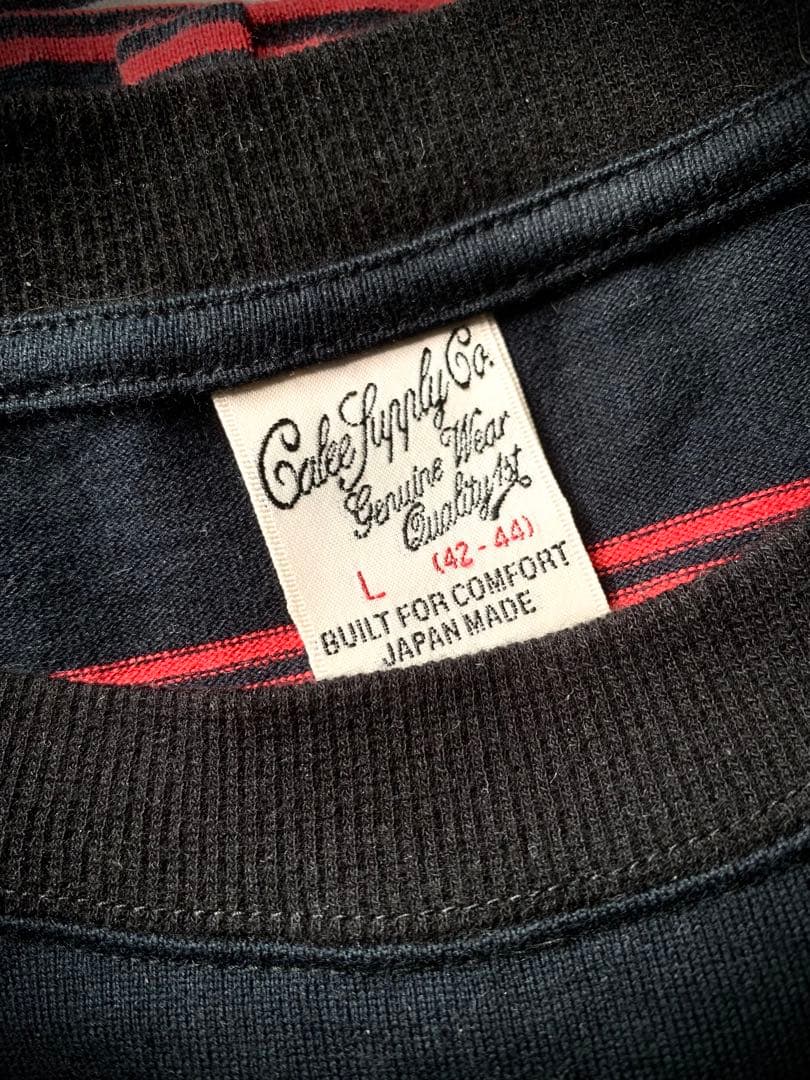 Calee Supply Co.
Genuine Wear
Quality 1st
L (42-44)
BUILT FOR COMFORT
JAPAN MADE